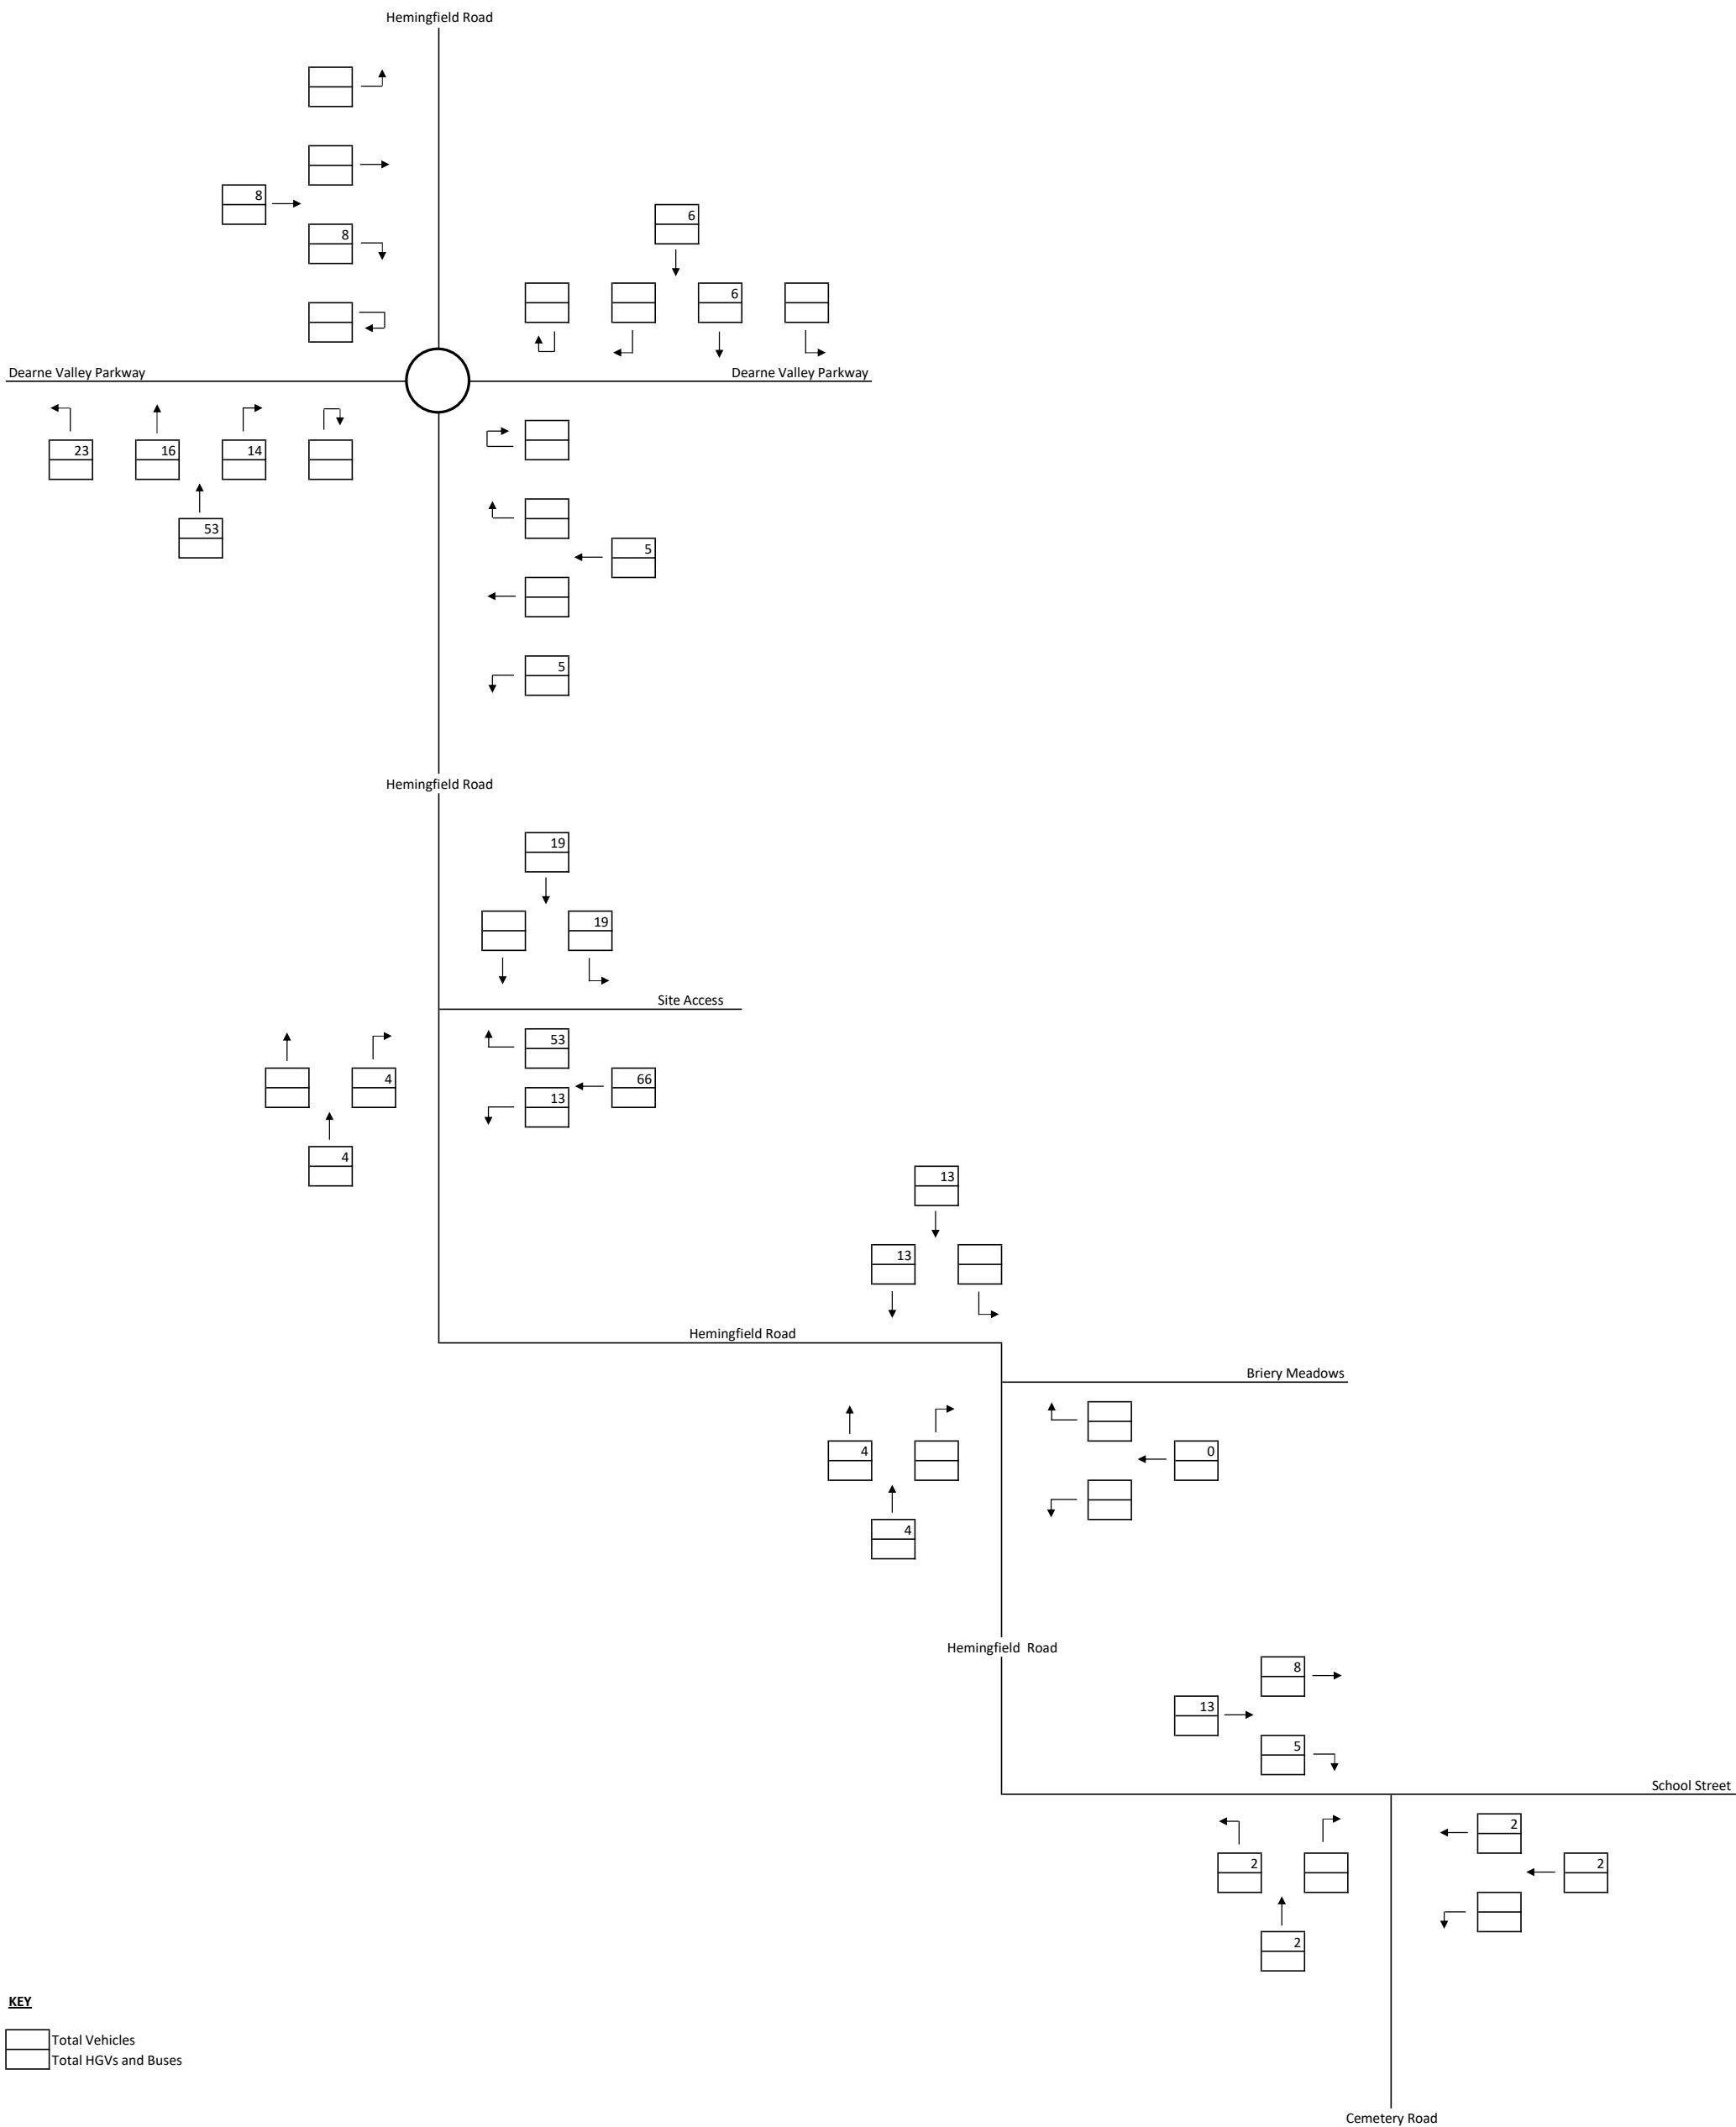 Hemingfield Road
8
6
8
6
Dearne Valley Parkway
Dearne Valley Parkway
23
16
14
53
5
5
Hemingfield Road
19
19
Site Access
53
4
66
13
4
13
13
Hemingfield Road
Briery Meadows
4
0
4
Hemingfield Road
8
13
5
School Street
2
2
2
2
KEY
Total Vehicles
Total HGVs and Buses
Cemetery Road